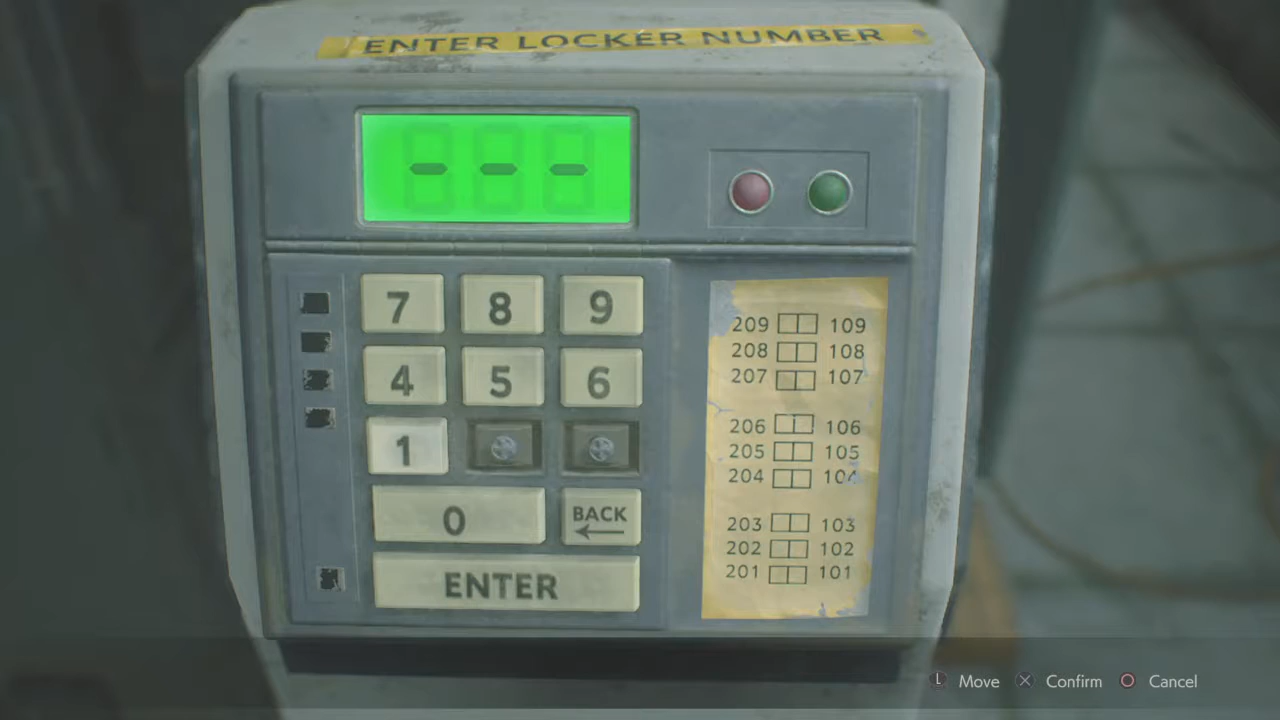 ENTER LOCKER NUMBER
- - -
7 8 9
4 5 6
1
0 BACK
ENTER
209 109
208 108
207 107
206 106
205 105
204 104
203 103
202 102
201 101
L Move X Confirm O Cancel